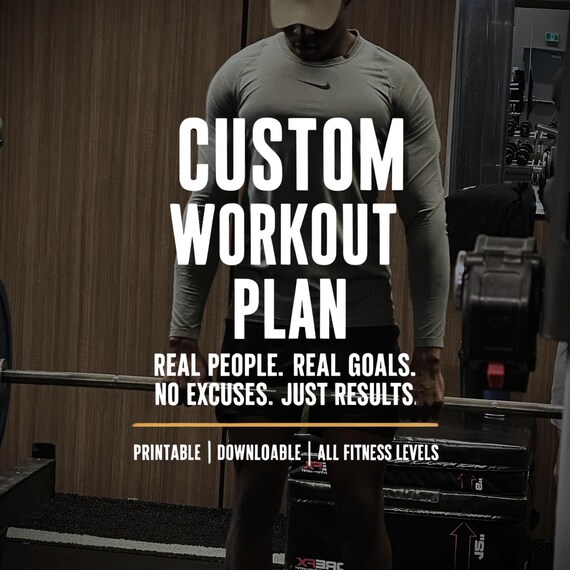 CUSTOM
WORKOUT
PLAN
REAL PEOPLE. REAL GOALS.
NO EXCUSES. JUST RESULTS.
PRINTABLE | DOWNLOADABLE | ALL FITNESS LEVELS